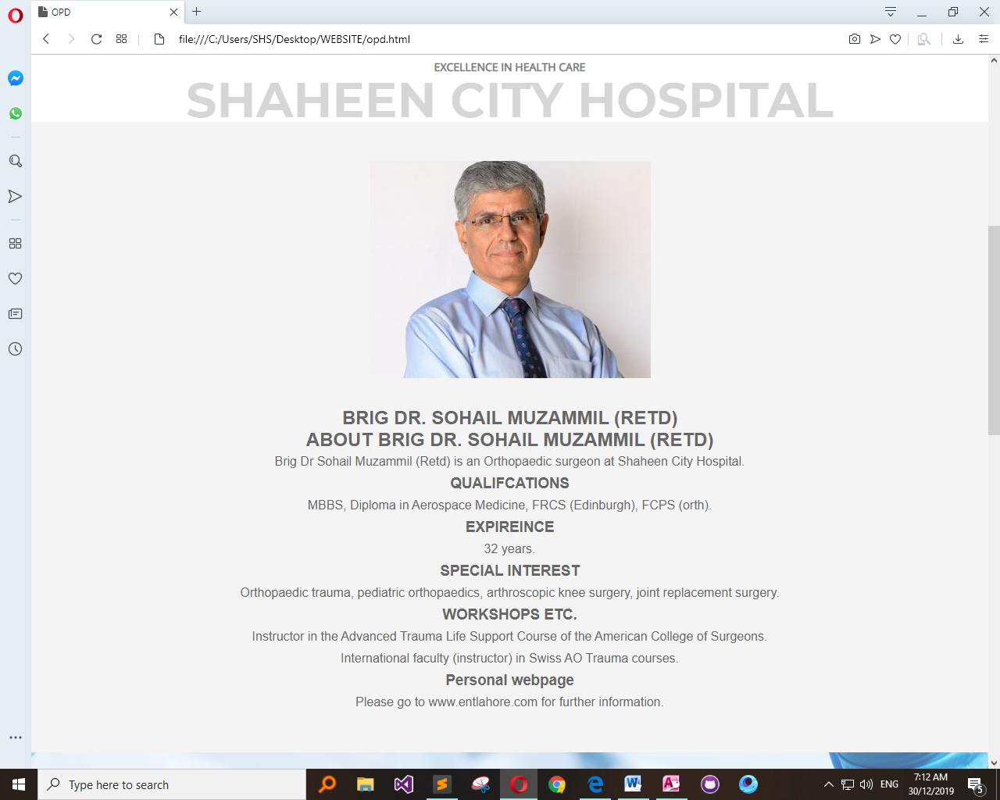 OPD
file:///C:/Users/SHS/Desktop/WEBSITE/opd.html
EXCELLENCE IN HEALTH CARE
SHAHEEN CITY HOSPITAL
BRIG DR. SOHAIL MUZAMMIL (RETD)
ABOUT BRIG DR. SOHAIL MUZAMMIL (RETD)
Brig Dr Sohail Muzammil (Retd) is an Orthopaedic surgeon at Shaheen City Hospital.
QUALIFCATIONS
MBBS, Diploma in Aerospace Medicine, FRCS (Edinburgh), FCPS (orth).
EXPIREINCE
32 years.
SPECIAL INTEREST
Orthopaedic trauma, pediatric orthopaedics, arthroscopic knee surgery, joint replacement surgery.
WORKSHOPS ETC.
Instructor in the Advanced Trauma Life Support Course of the American College of Surgeons.
International faculty (instructor) in Swiss AO Trauma courses.
Personal webpage
Please go to www.entlahore.com for further information.
Type here to search
ENG
7:12 AM
30/12/2019
5